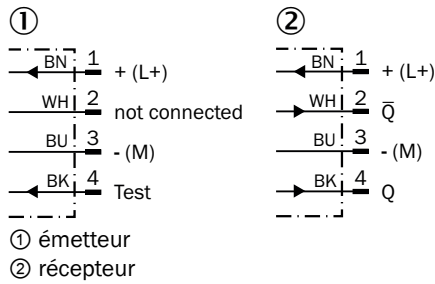 ① ②
BN 1 + (L+) BN 1 + (L+)
WH 2 not connected WH 2 Q̅
BU 3 - (M) BU 3 - (M)
BK 4 Test BK 4 Q
① émetteur
② récepteur